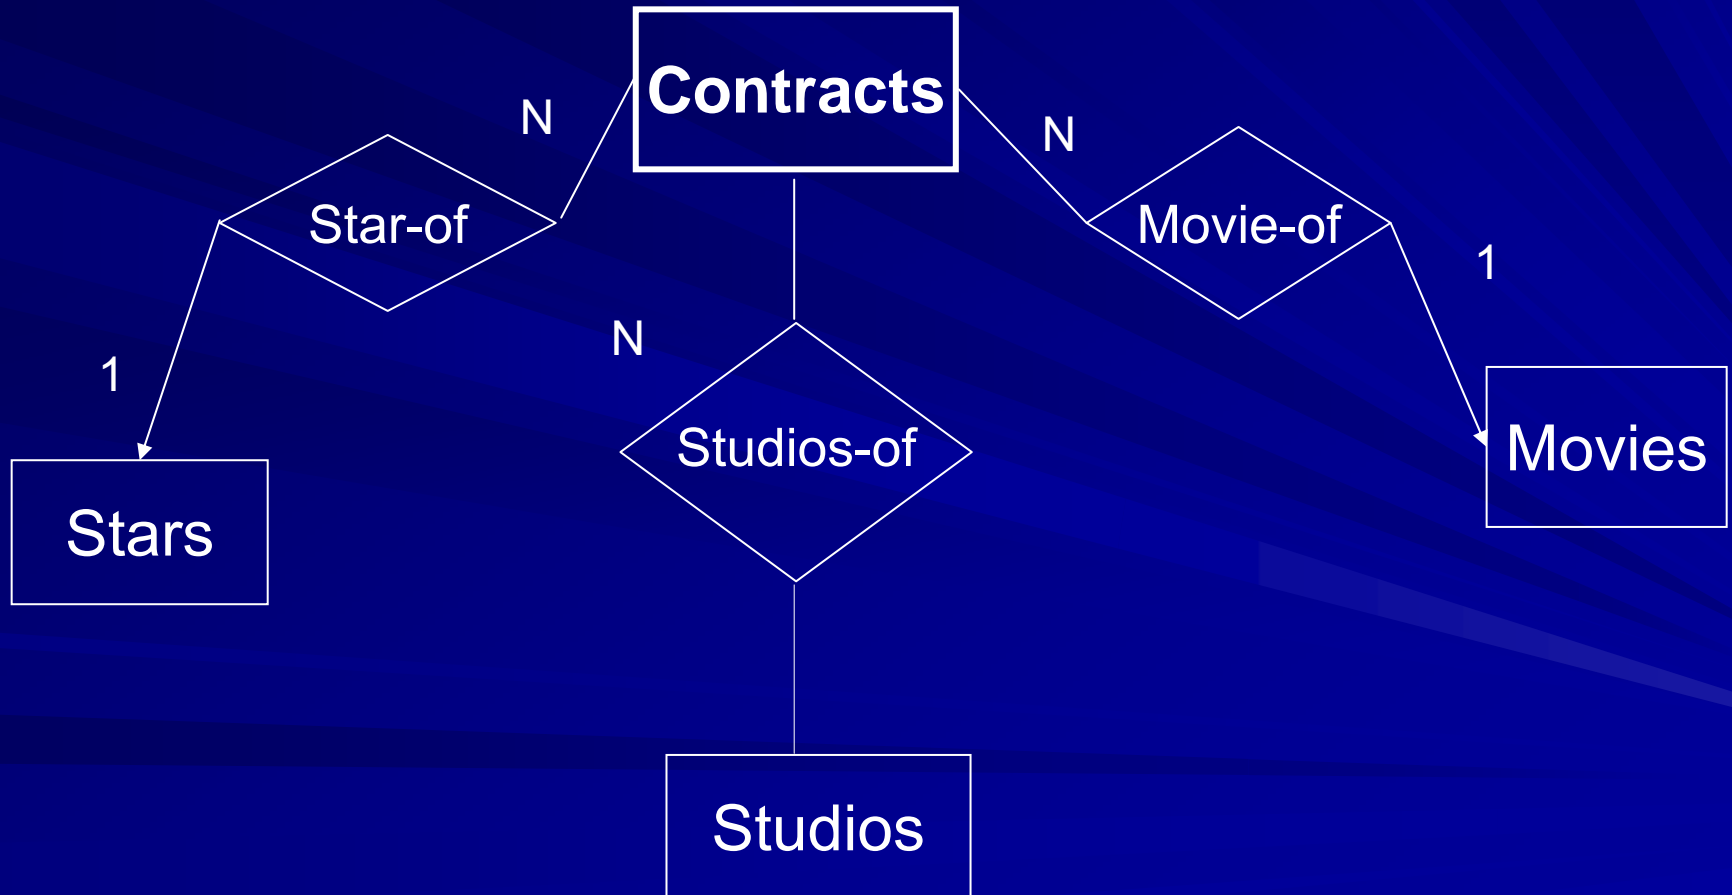 Contracts
N
N
Star-of
Movie-of
1
N
1
Studios-of
Movies
Stars
Studios